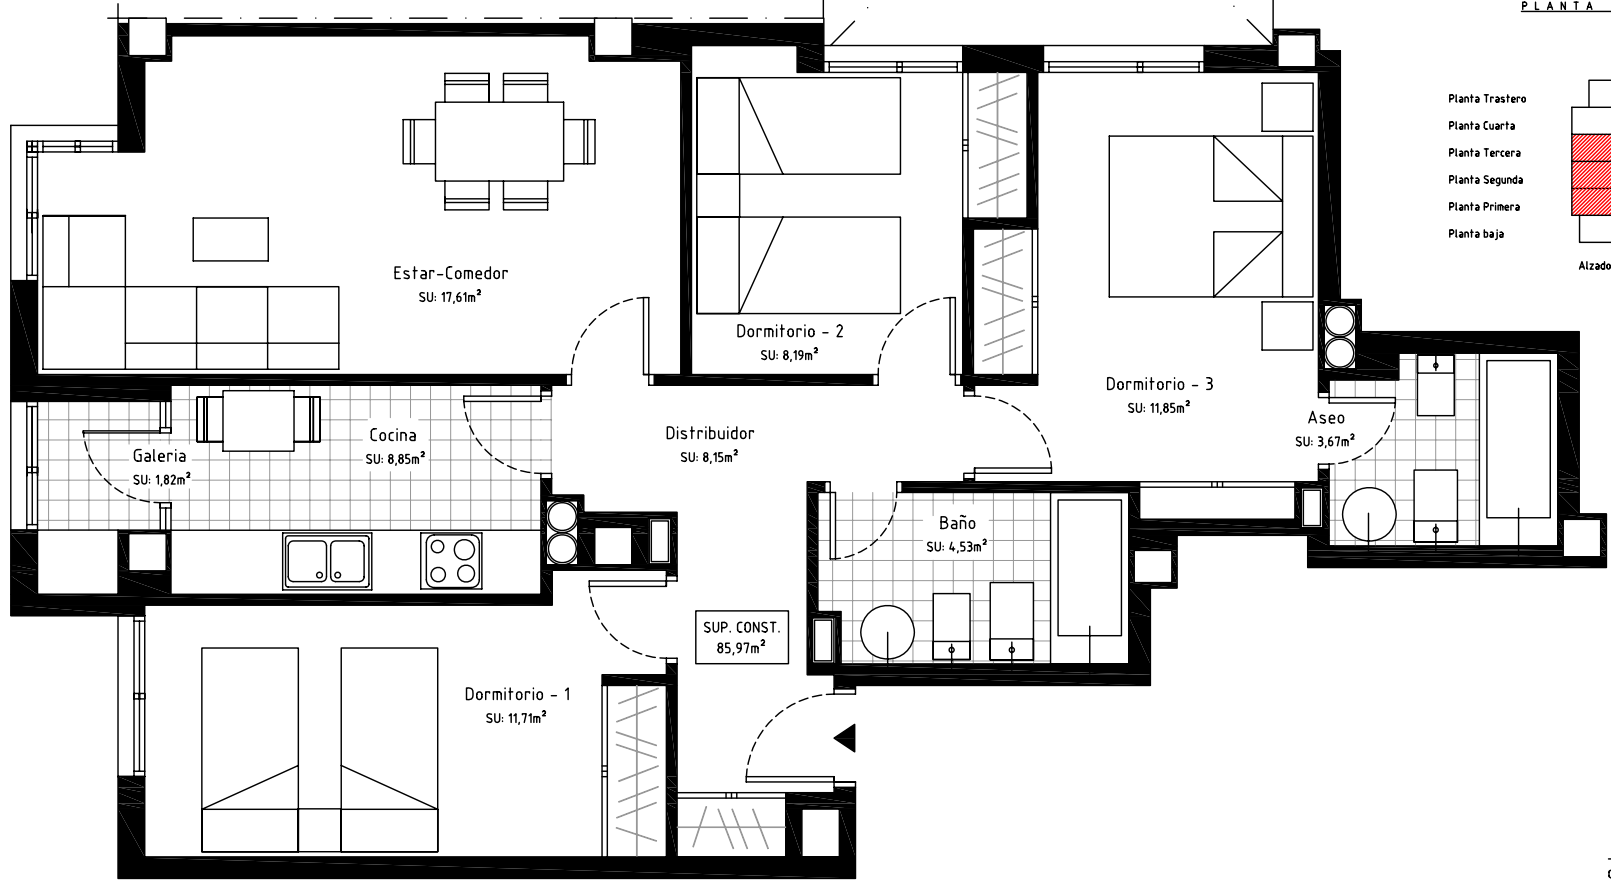 PLANTA
Planta Trastero
Planta Cuarta
Planta Tercera
Planta Segunda
Planta Primera
Planta baja
Alzado
Estar-Comedor
SU: 17,61m²
Dormitorio - 2
SU: 8,19m²
Dormitorio - 3
SU: 11,85m²
Aseo
SU: 3,67m²
Cocina
SU: 8,85m²
Distribuidor
SU: 8,15m²
Galeria
SU: 1,82m²
Baño
SU: 4,53m²
SUP. CONST.
85,97m²
Dormitorio - 1
SU: 11,71m²